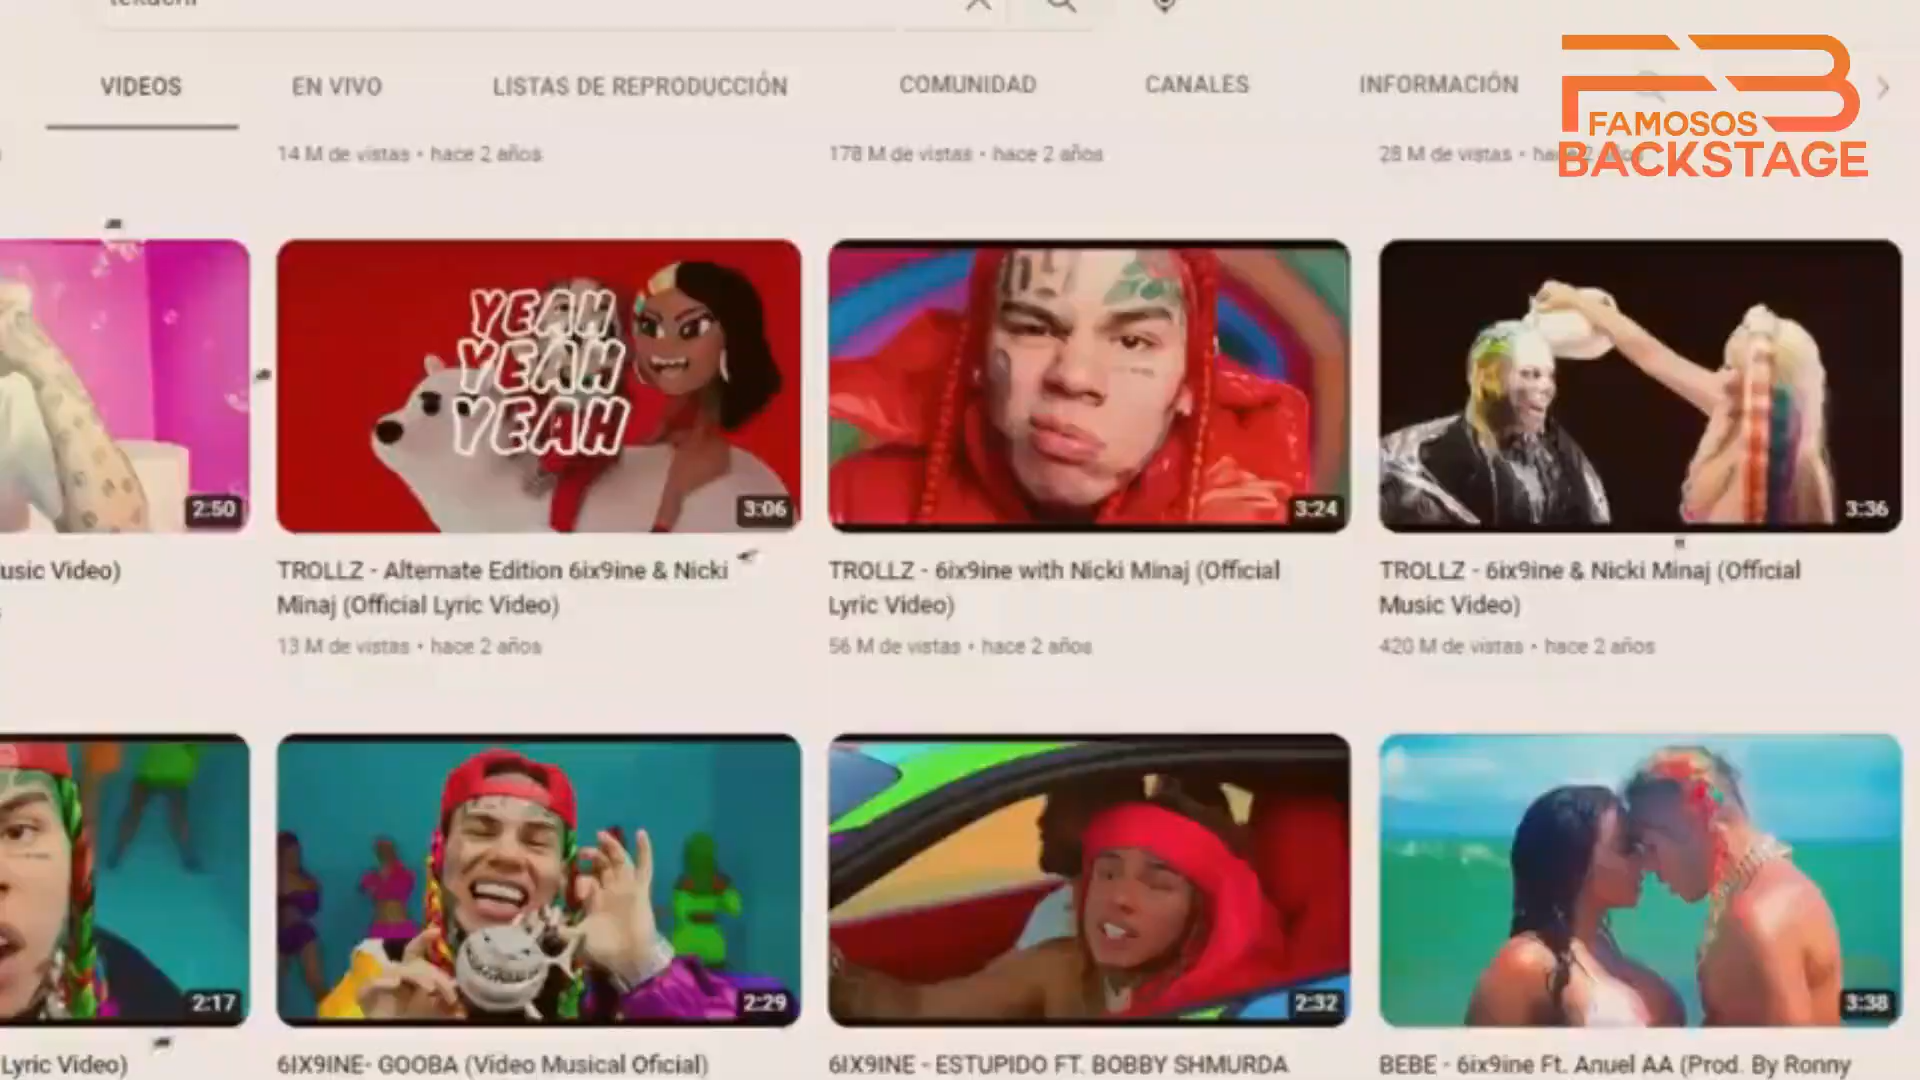 VIDEOS EN VIVO LISTAS DE REPRODUCCIÓN COMUNIDAD CANALES INFORMACIÓN
FAMOSOS
BACKSTAGE
14 M de vistas • hace 2 años
178 M de vistas • hace 2 años
28 M de vistas • hace 2 años
YEAH
YEAH
YEAH
2:50
3:06
3:24
3:36
usic Video)
TROLLZ - Alternate Edition 6ix9ine & Nicki
Minaj (Official Lyric Video)
13 M de vistas • hace 2 años
TROLLZ - 6ix9ine with Nicki Minaj (Official
Lyric Video)
56 M de vistas • hace 2 años
TROLLZ - 6ix9ine & Nicki Minaj (Official
Music Video)
420 M de vistas • hace 2 años
2:17
2:29
2:32
3:38
Lyric Video)
6IX9INE- GOOBA (Video Musical Oficial)
6IX9INE - ESTUPIDO FT. BOBBY SHMURDA
BEBE - 6ix9ine Ft. Anuel AA (Prod. By Ronny